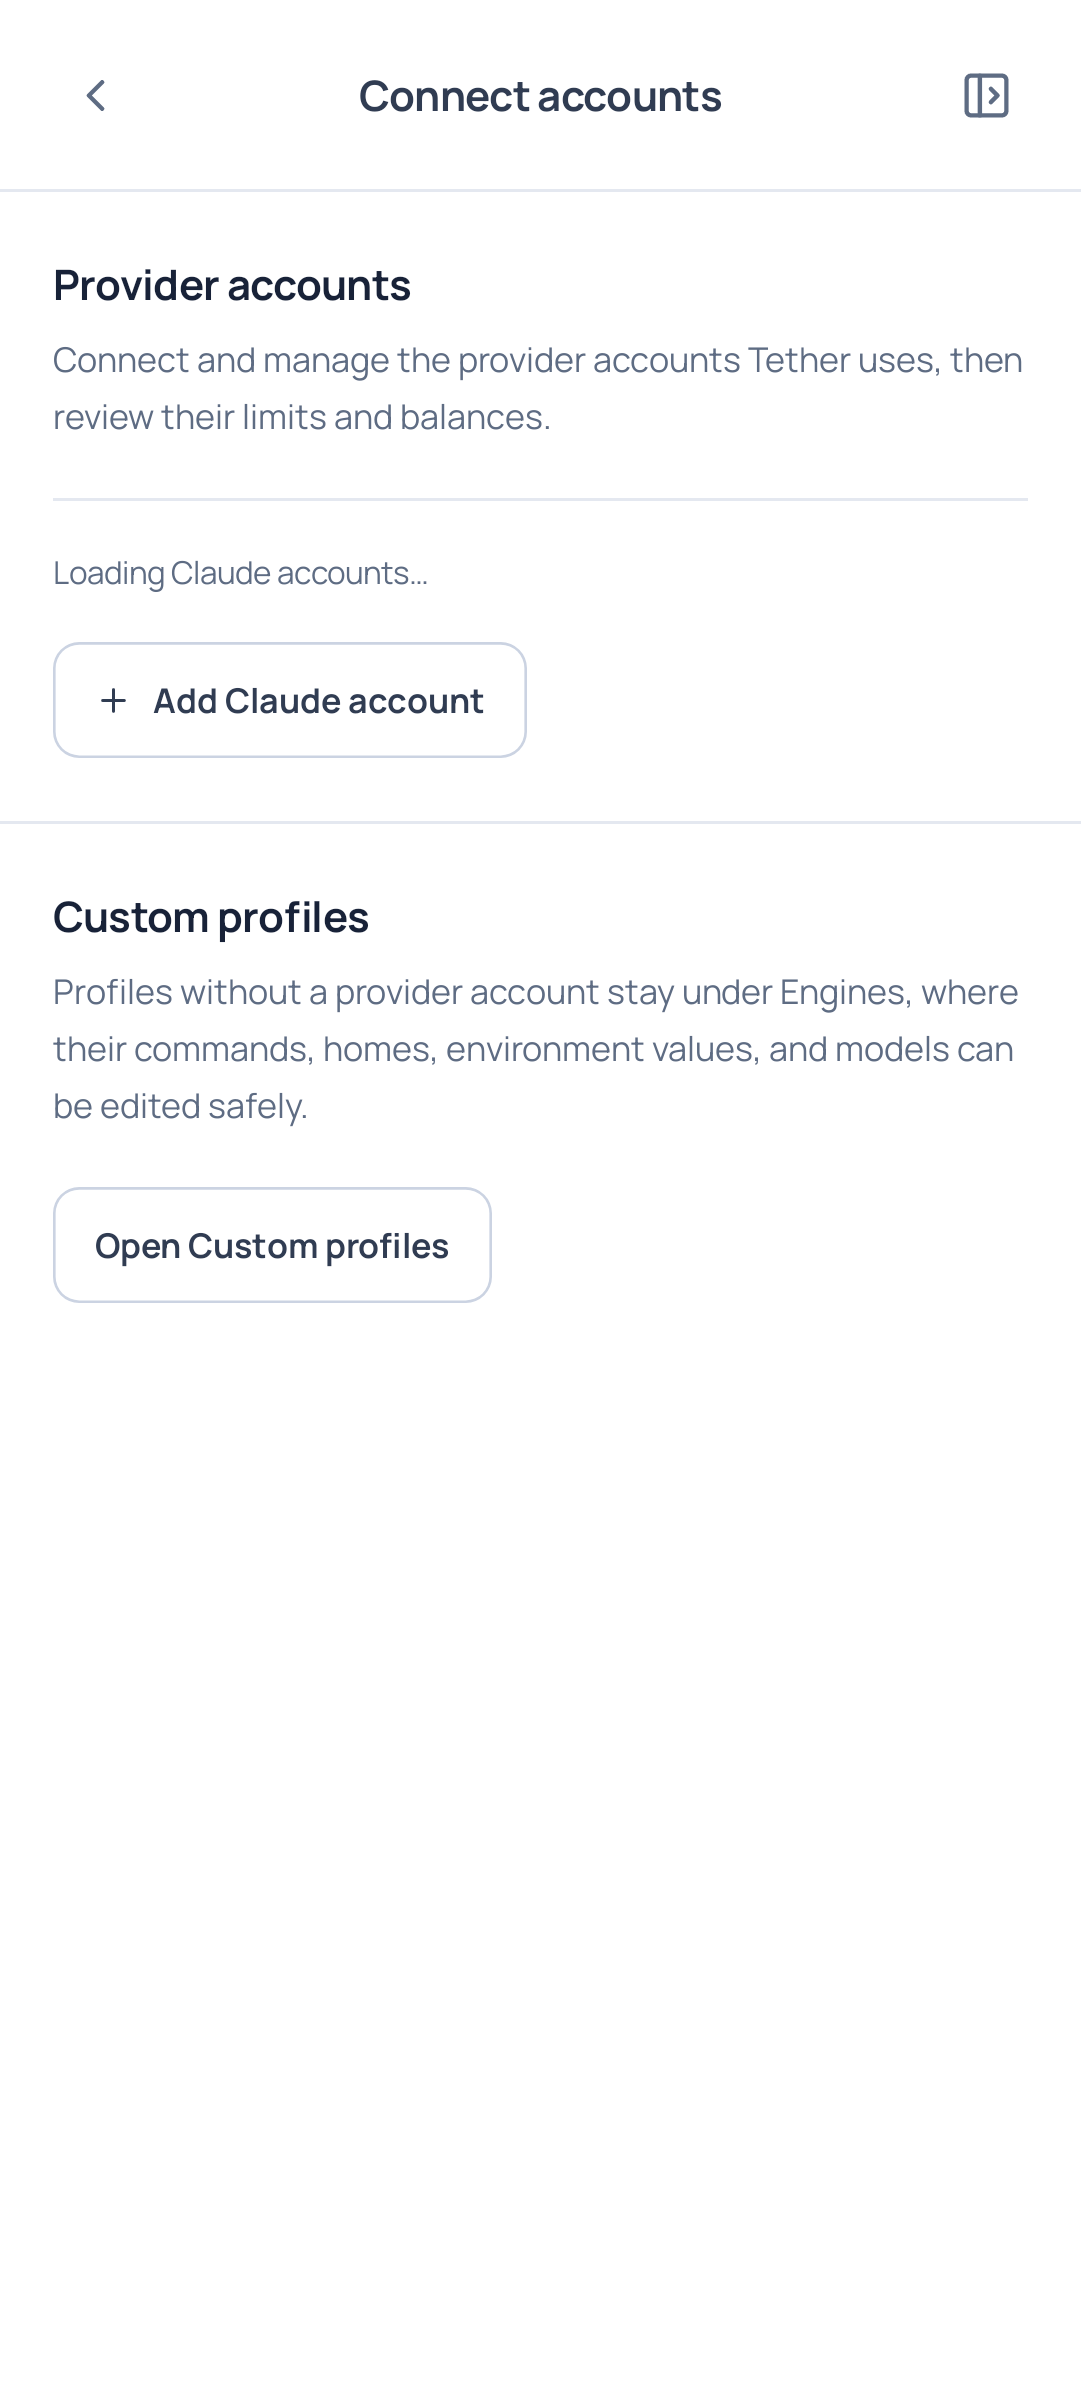 Connect accounts
Provider accounts
Connect and manage the provider accounts Tether uses, then
review their limits and balances.
Loading Claude accounts…
Add Claude account
Custom profiles
Profiles without a provider account stay under Engines, where
their commands, homes, environment values, and models can
be edited safely.
Open Custom profiles